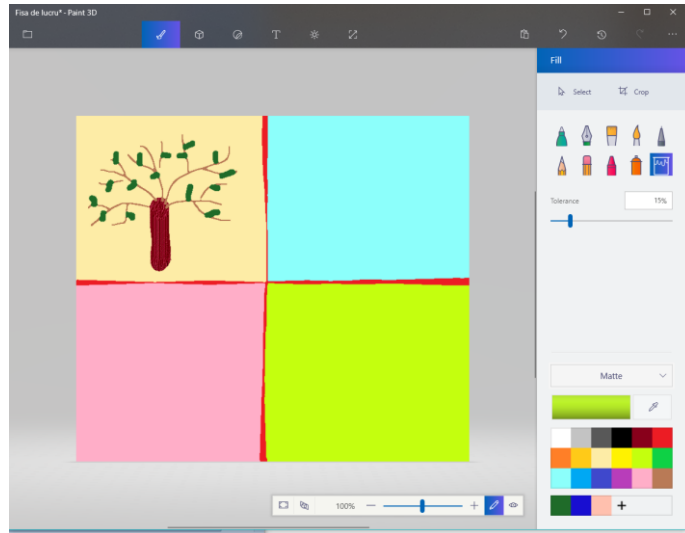 Fisa de lucru* - Paint 3D
T
Fill
Select Crop
Tolerance 15%
Matte
100%